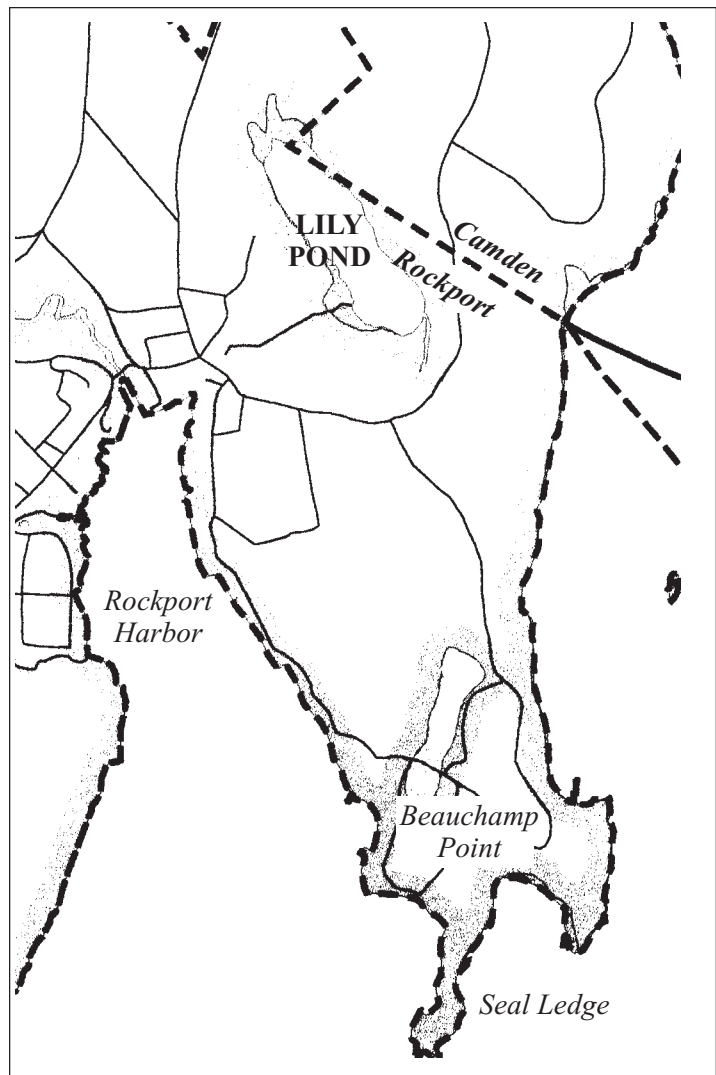 LILY
POND
Camden
Rockport
Rockport
Harbor
Beauchamp
Point
Seal Ledge